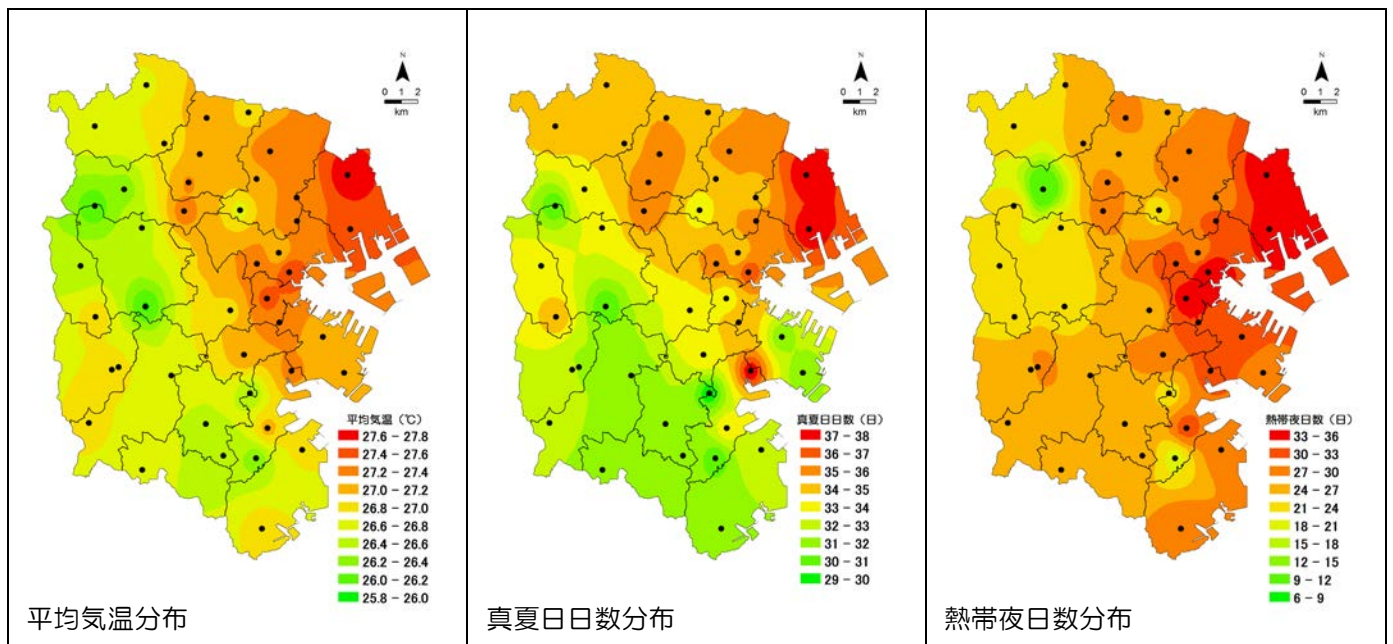 N
0 1 2
km
平均気温（℃）
27.6 - 27.8
27.4 - 27.6
27.2 - 27.4
27.0 - 27.2
26.8 - 27.0
26.6 - 26.8
26.4 - 26.6
26.2 - 26.4
26.0 - 26.2
25.8 - 26.0
平均気温分布
N
0 1 2
km
真夏日日数（日）
37 - 38
36 - 37
35 - 36
34 - 35
33 - 34
32 - 33
31 - 32
30 - 31
29 - 30
真夏日日数分布
N
0 1 2
km
熱帯夜日数（日）
33 - 36
30 - 33
27 - 30
24 - 27
21 - 24
18 - 21
15 - 18
12 - 15
9 - 12
6 - 9
熱帯夜日数分布